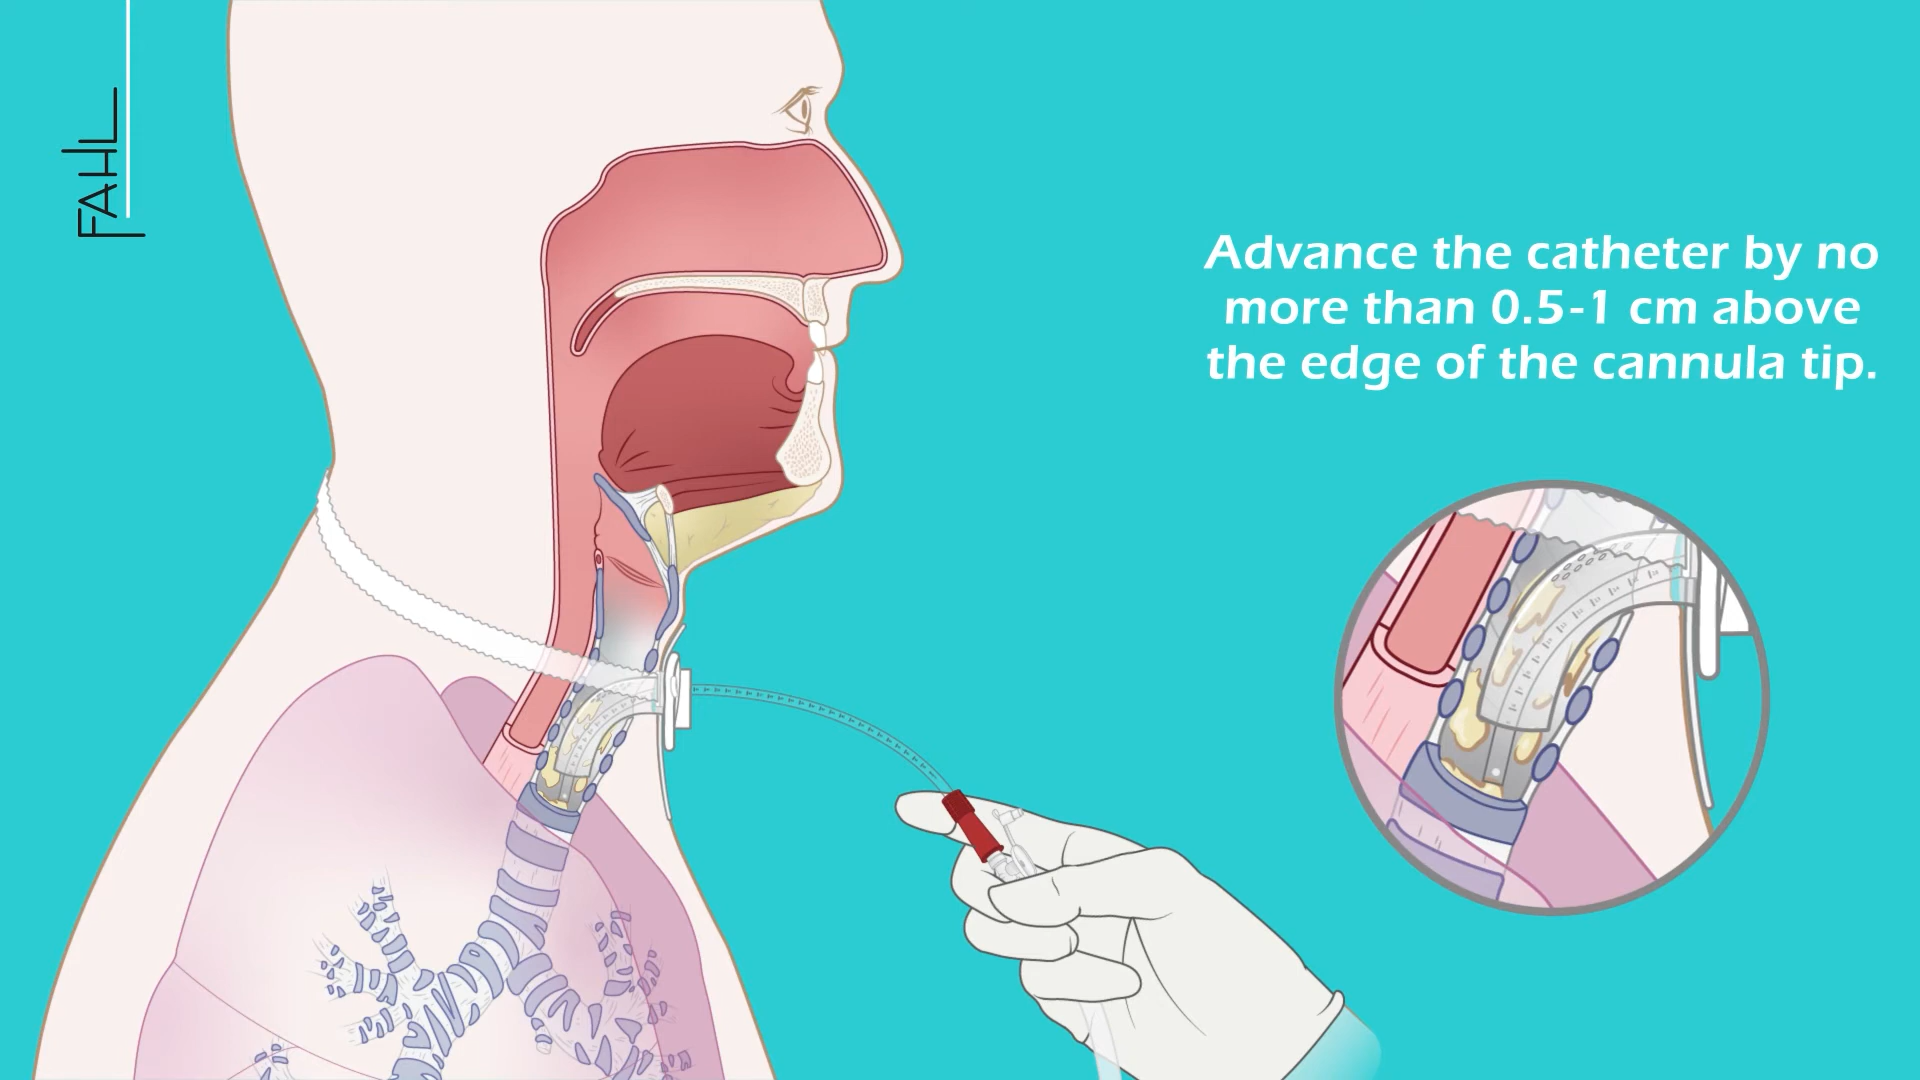 FAHL
Advance the catheter by no
more than 0.5-1 cm above
the edge of the cannula tip.